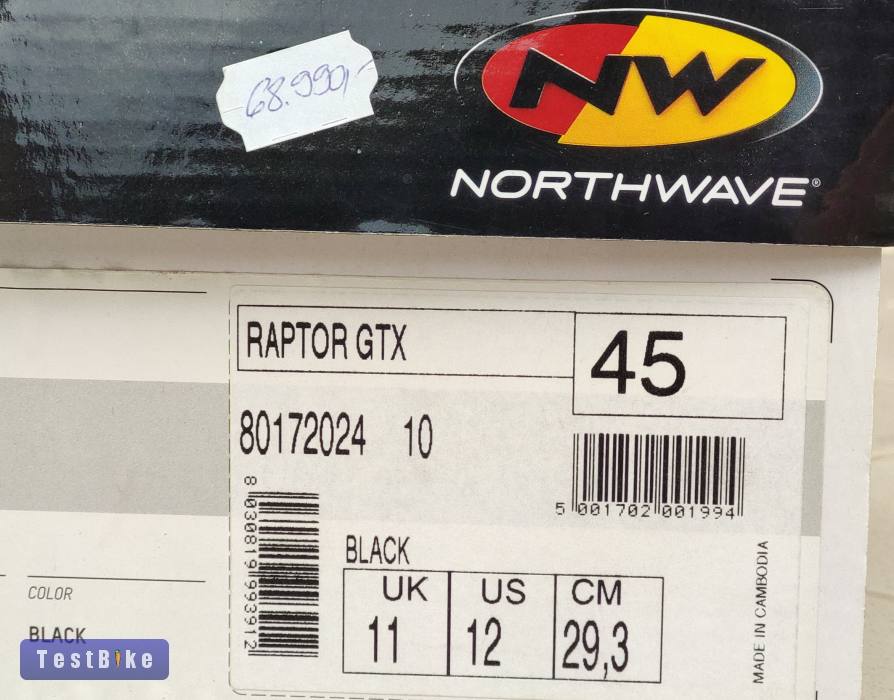 68.990,-
NW
NORTHWAVE®
RAPTOR GTX
45
80172024 10
5 001702 001994
8 030819 993912
BLACK
UK US CM
11 12 29,3
MADE IN CAMBODIA
COLOR
BLACK
TestBike